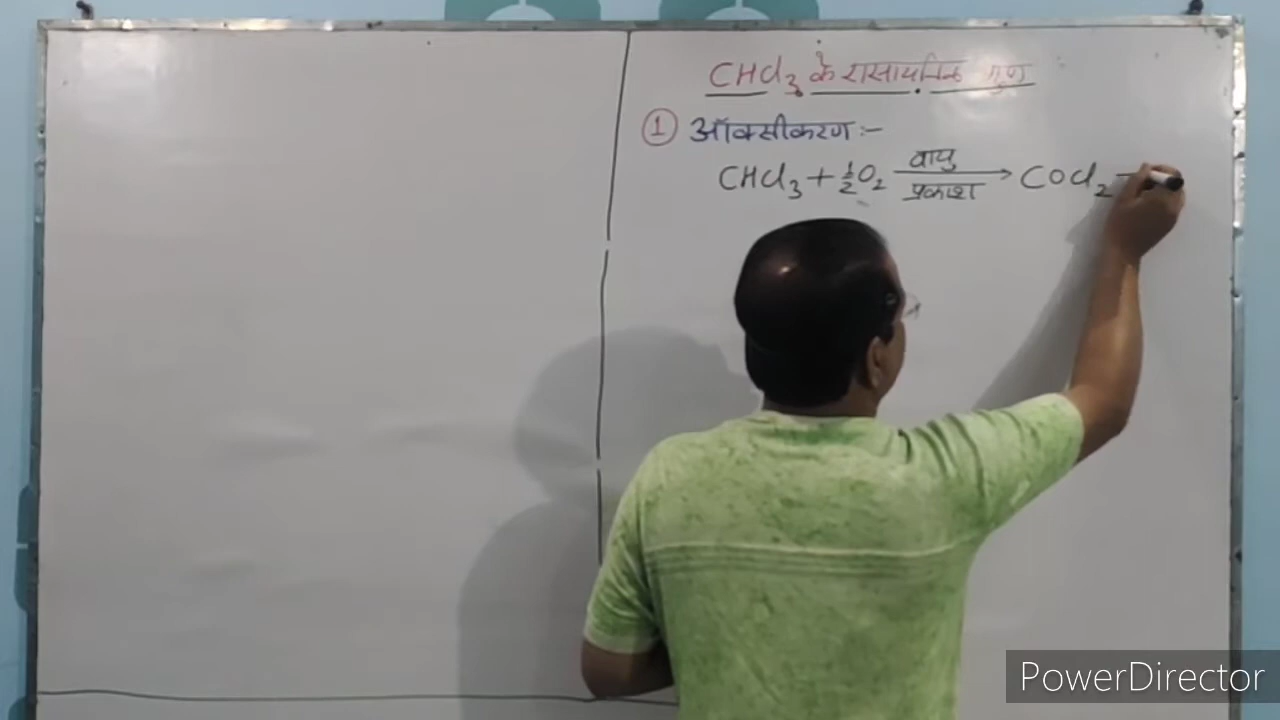 CHCl₃ के रासायनिक गुण
① ऑक्सीकरण :-
CHCl₃ + ½O₂ वायु/प्रकाश → COCl₂
PowerDirector